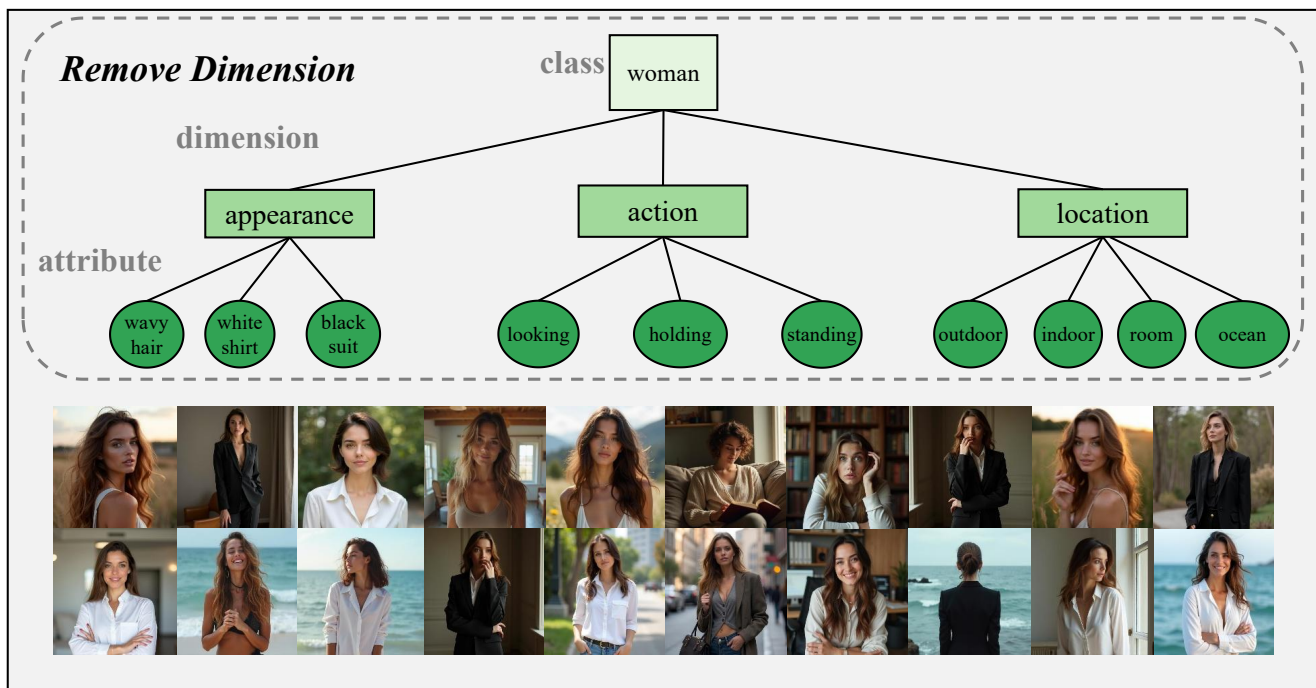 Remove Dimension
class
woman
dimension
appearance
action
location
attribute
wavy
hair
white
shirt
black
suit
looking
holding
standing
outdoor
indoor
room
ocean